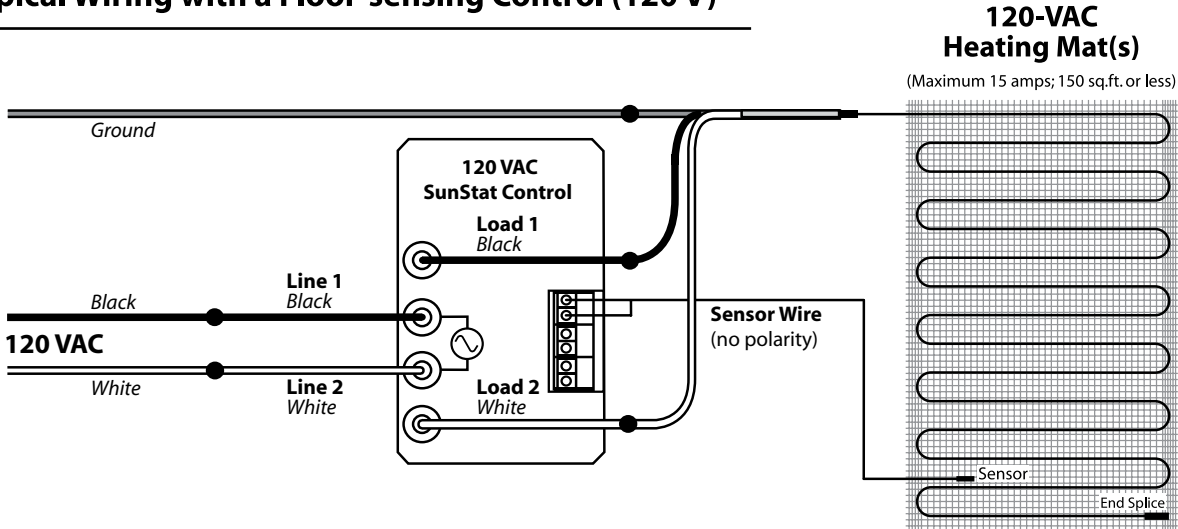 Wiring with a Floor-sensing Control (120 V)
120-VAC
Heating Mat(s)
(Maximum 15 amps; 150 sq.ft. or less)
Ground
120 VAC
SunStat Control
Load 1
Black
Line 1
Black
Black
120 VAC
White
Line 2
White
Load 2
White
Sensor Wire
(no polarity)
Sensor
End Splice